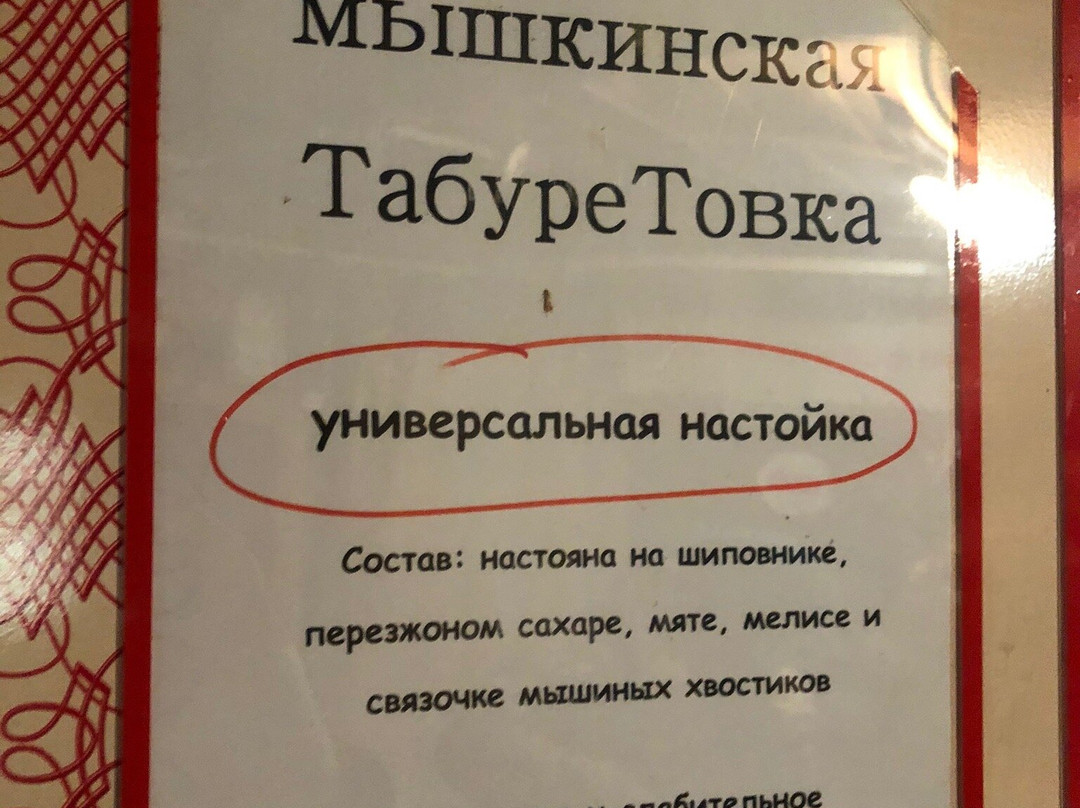 мышкинская
ТабуреТовка
универсальная настойка
Состав: настояна на шиповнике,
перезжоном сахаре, мяте, мелисе и
связочке мышиных хвостиков